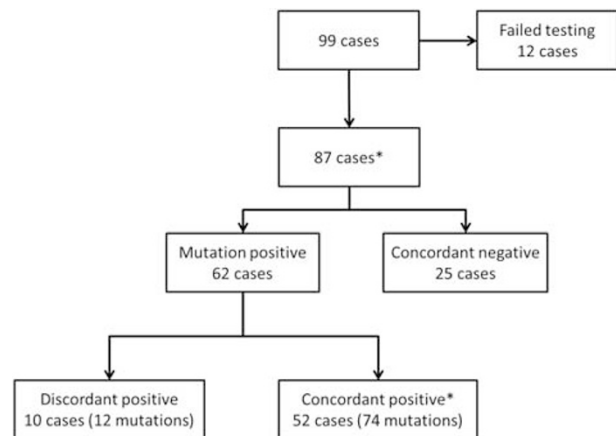 99 cases
Failed testing
12 cases
87 cases*
Mutation positive
62 cases
Concordant negative
25 cases
Discordant positive
10 cases (12 mutations)
Concordant positive*
52 cases (74 mutations)